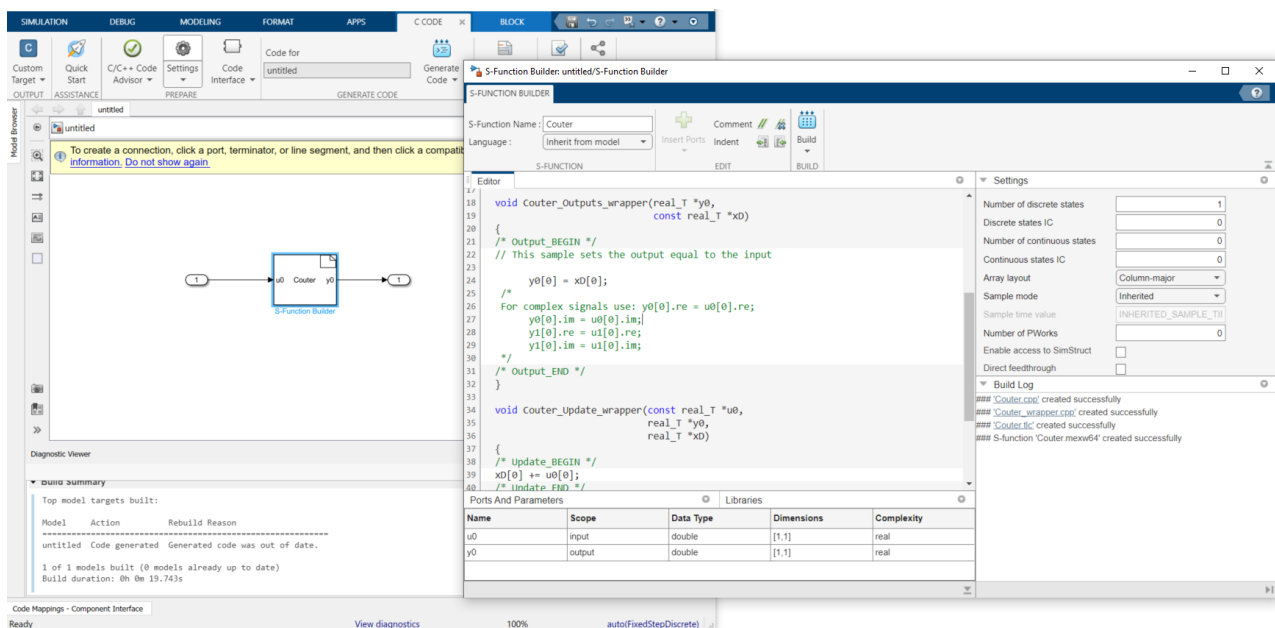 SIMULATION DEBUG MODELING FORMAT APPS C CODE BLOCK
Custom Target Quick Start C/C++ Code Advisor Settings Code Interface Code for untitled Generate Code
OUTPUT ASSISTANCE PREPARE GENERATE CODE
untitled
Model Browser
untitled
To create a connection, click a port, terminator, or line segment, and then click a compatib
information. Do not show again
1 u0 Couter y0 1
S-Function Builder
Diagnostic Viewer
Build Summary
Top model targets built:
Model Action Rebuild Reason
untitled Code generated Generated code was out of date.
1 of 1 models built (0 models already up to date)
Build duration: 0h 0m 19.743s
Code Mappings - Component Interface
Ready View diagnostics 100% auto(FixedStepDiscrete)
S-Function Builder: untitled/S-Function Builder
S-FUNCTION BUILDER
S-Function Name : Couter
Language : Inherit from model
Insert Ports Comment Indent Build
S-FUNCTION EDIT BUILD
Editor
17
18 void Couter_Outputs_wrapper(real_T *y0,
19 const real_T *xD)
20 {
21 /* Output_BEGIN */
22 // This sample sets the output equal to the input
23
24 y0[0] = xD[0];
25 /*
26 For complex signals use: y0[0].re = u0[0].re;
27 y0[0].im = u0[0].im;
28 y1[0].re = u1[0].re;
29 y1[0].im = u1[0].im;
30 */
31 /* Output_END */
32 }
33
34 void Couter_Update_wrapper(const real_T *u0,
35 real_T *y0,
36 real_T *xD)
37 {
38 /* Update_BEGIN */
39 xD[0] += u0[0];
40 /* Update_END */
Settings
Number of discrete states 1
Discrete states IC 0
Number of continuous states 0
Continuous states IC 0
Array layout Column-major
Sample mode Inherited
Sample time value INHERITED_SAMPLE_TII
Number of PWorks 0
Enable access to SimStruct
Direct feedthrough
Build Log
### 'Couter.cpp' created successfully
### 'Couter_wrapper.cpp' created successfully
### 'Couter.tlc' created successfully
### S-function 'Couter.mexw64' created successfully
Ports And Parameters Libraries
Name Scope Data Type Dimensions Complexity
u0 input double [1,1] real
y0 output double [1,1] real